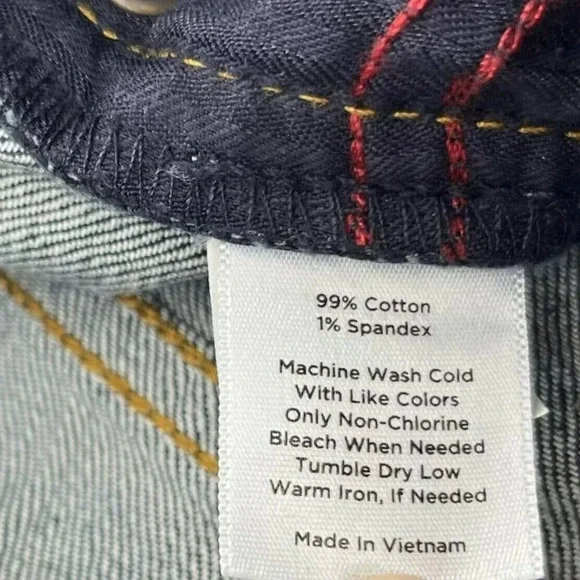 99% Cotton
1% Spandex
Machine Wash Cold
With Like Colors
Only Non-Chlorine
Bleach When Needed
Tumble Dry Low
Warm Iron, If Needed
Made In Vietnam